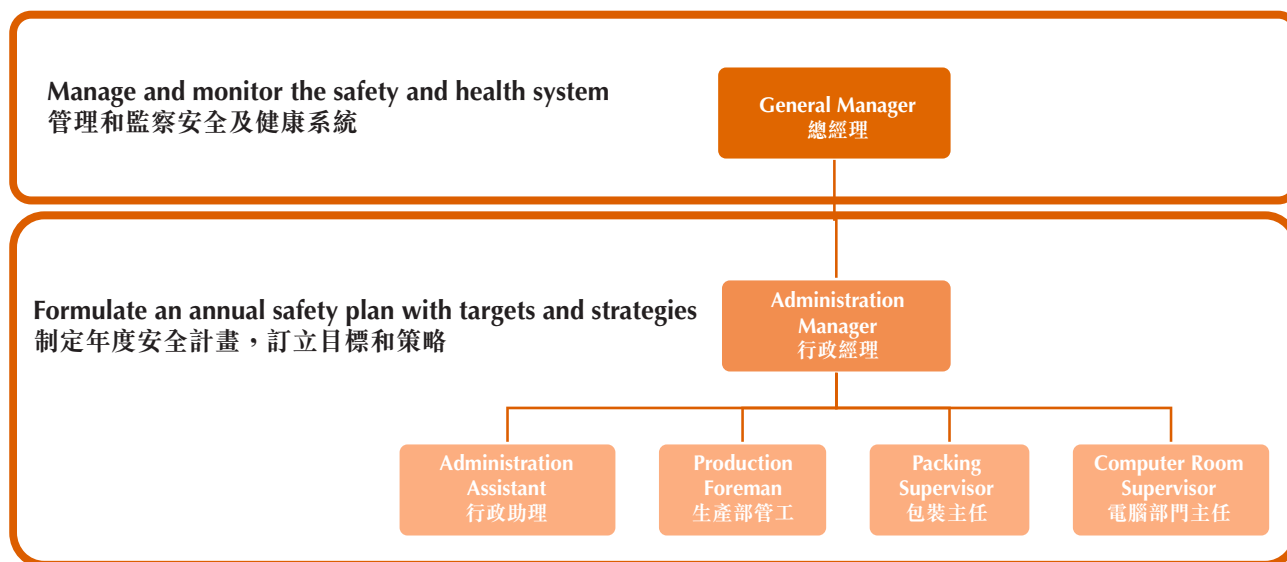 Manage and monitor the safety and health system
管理和監察安全及健康系統
General Manager
總經理
Formulate an annual safety plan with targets and strategies
制定年度安全計畫，訂立目標和策略
Administration
Manager
行政經理
Administration
Assistant
行政助理
Production
Foreman
生產部管工
Packing
Supervisor
包裝主任
Computer Room
Supervisor
電腦部門主任